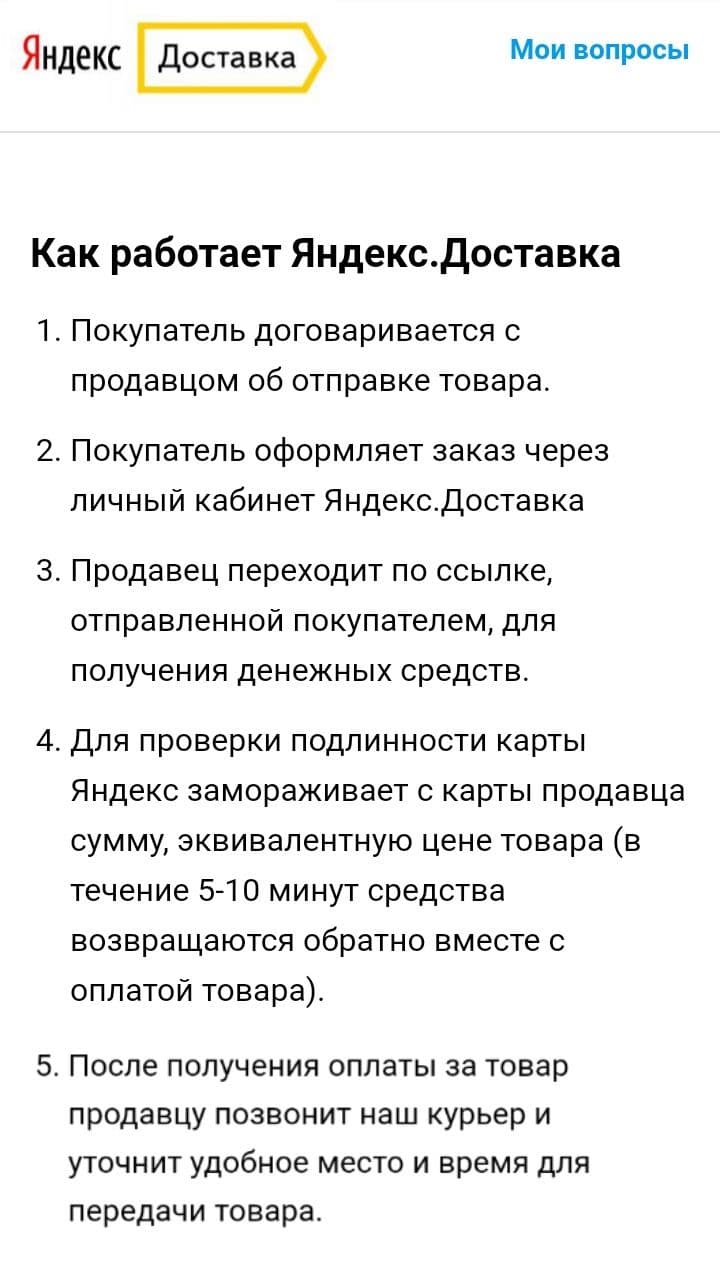 Яндекс Доставка Мои вопросы
Как работает Яндекс.Доставка
1. Покупатель договаривается с
продавцом об отправке товара.
2. Покупатель оформляет заказ через
личный кабинет Яндекс.Доставка
3. Продавец переходит по ссылке,
отправленной покупателем, для
получения денежных средств.
4. Для проверки подлинности карты
Яндекс замораживает с карты продавца
сумму, эквивалентную цене товара (в
течение 5-10 минут средства
возвращаются обратно вместе с
оплатой товара).
5. После получения оплаты за товар
продавцу позвонит наш курьер и
уточнит удобное место и время для
передачи товара.